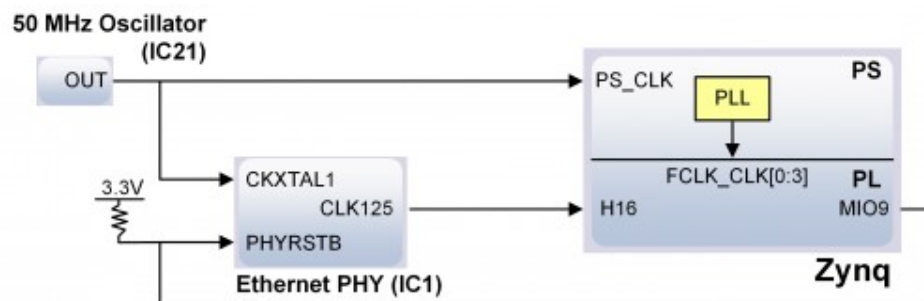 50 MHz Oscillator
(IC21)
OUT
PS_CLK
PS
PLL
FCLK_CLK[0:3]
PL
H16
MIO9
Zynq
CKXTAL1
CLK125
PHYRSTB
Ethernet PHY (IC1)
3.3V